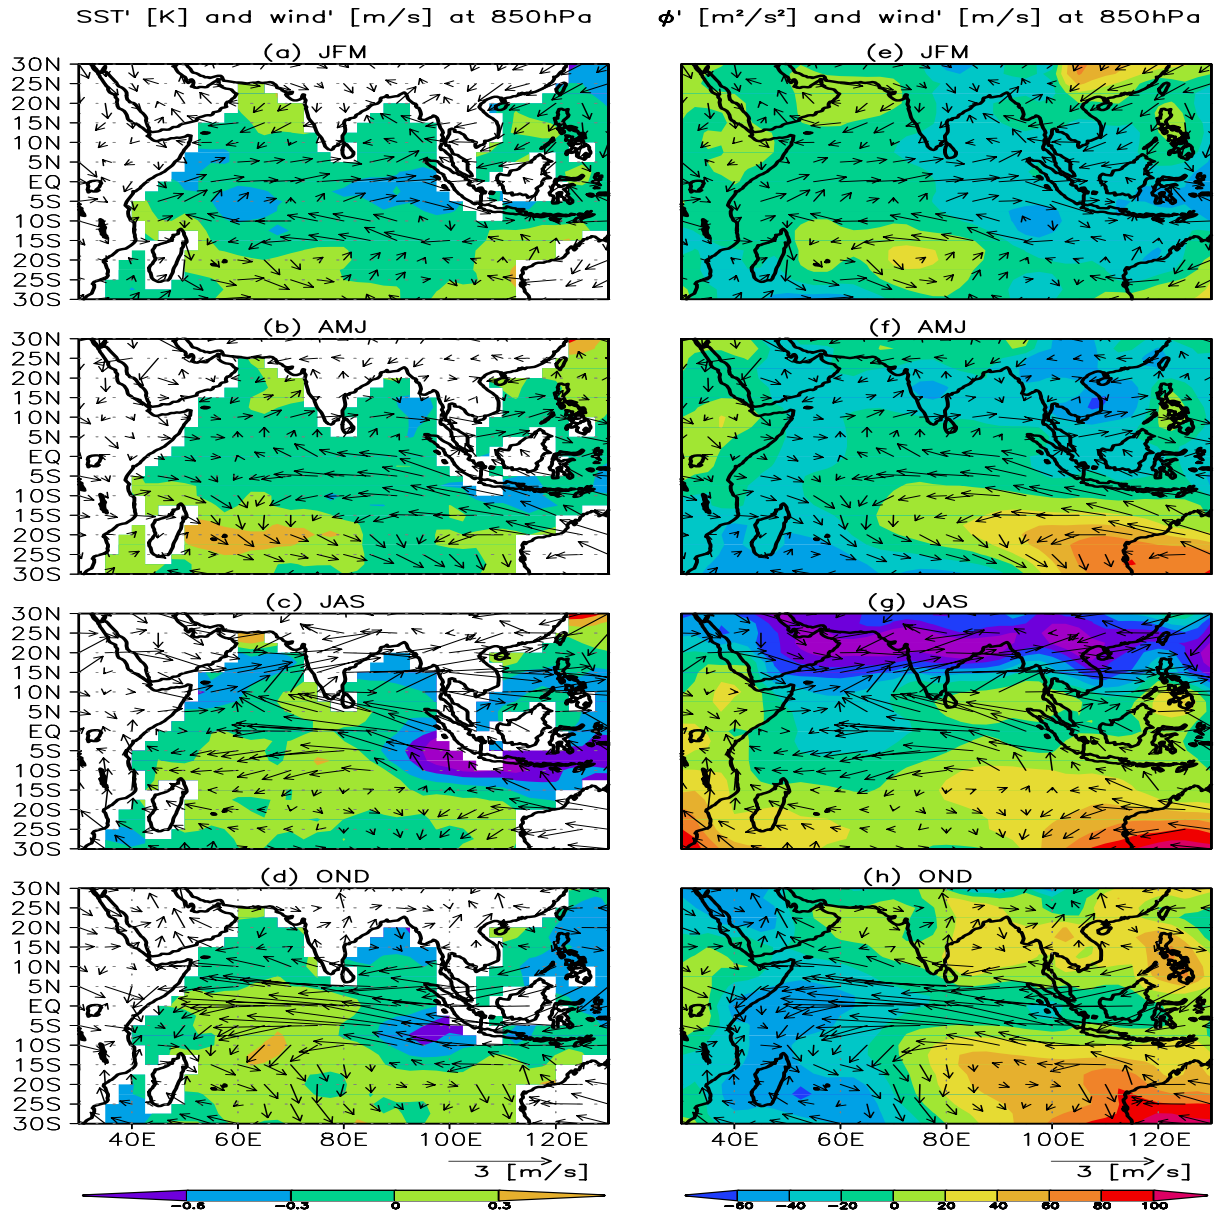 SST' [K] and wind' [m/s] at 850hPa
ϕ' [m²/s²] and wind' [m/s] at 850hPa
(a) JFM
(e) JFM
30N
25N
20N
15N
10N
5N
EQ
5S
10S
15S
20S
25S
30S
(b) AMJ
(f) AMJ
30N
25N
20N
15N
10N
5N
EQ
5S
10S
15S
20S
25S
30S
(c) JAS
(g) JAS
30N
25N
20N
15N
10N
5N
EQ
5S
10S
15S
20S
25S
30S
(d) OND
(h) OND
30N
25N
20N
15N
10N
5N
EQ
5S
10S
15S
20S
25S
30S
40E 60E 80E 100E 120E
40E 60E 80E 100E 120E
3 [m/s]
3 [m/s]
-0.6 -0.3 0 0.3
-60 -40 -20 0 20 40 60 80 100